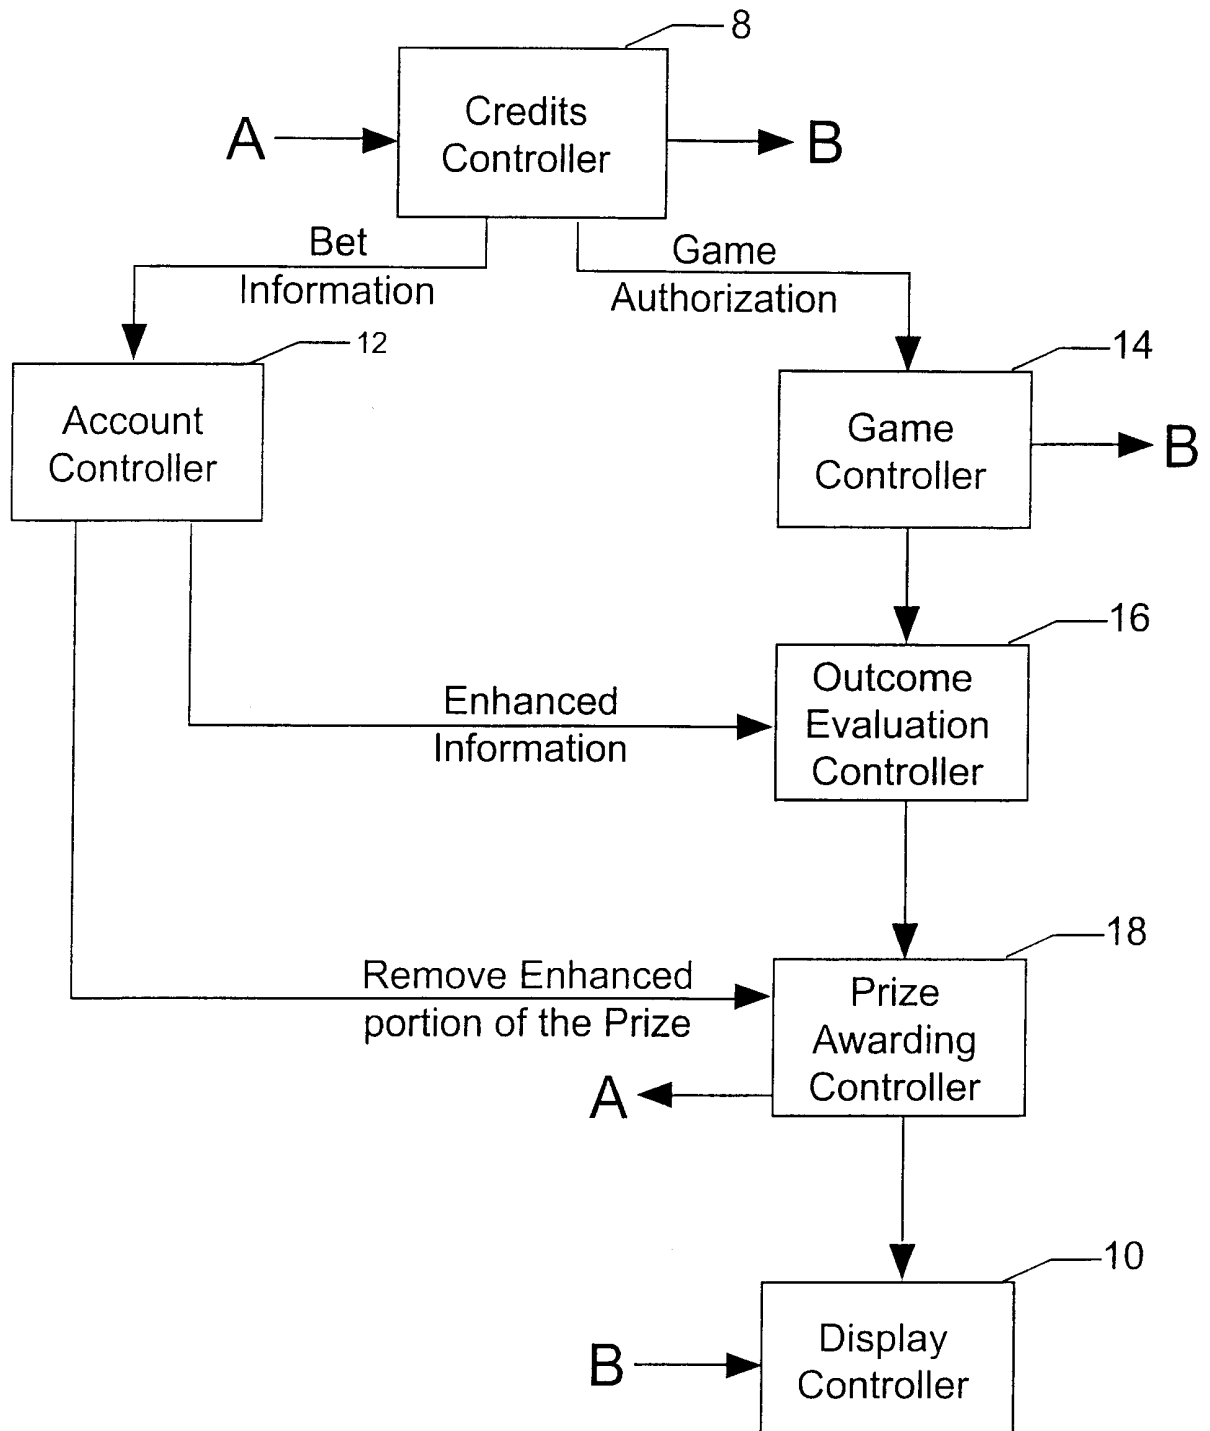 8
Credits
Controller
A
B
Bet
Information
Game
Authorization
12
14
Account
Controller
Game
Controller
B
16
Outcome
Evaluation
Controller
Enhanced
Information
18
Remove Enhanced
portion of the Prize
Prize
Awarding
Controller
A
10
Display
Controller
B